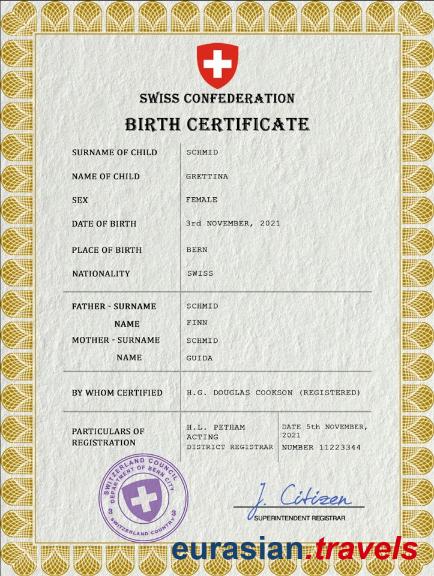 SWISS CONFEDERATION
BIRTH CERTIFICATE
SURNAME OF CHILD SCHMID
NAME OF CHILD GRETTINA
SEX FEMALE
DATE OF BIRTH 3rd NOVEMBER, 2021
PLACE OF BIRTH BERN
NATIONALITY SWISS
FATHER - SURNAME SCHMID
NAME FINN
MOTHER - SURNAME SCHMID
NAME GUIDA
BY WHOM CERTIFIED H.G. DOUGLAS COOKSON (REGISTERED)
PARTICULARS OF
REGISTRATION
H.L. PETHAM
ACTING
DISTRICT REGISTRAR
DATE 5th NOVEMBER,
2021
NUMBER 11223344
SWITZERLAND COUNCIL
DEPARTMENT OF BERN CITY
SWITZERLAND COUNTRY
J. Citizen
SUPERINTENDENT REGISTRAR
eurasian.travels